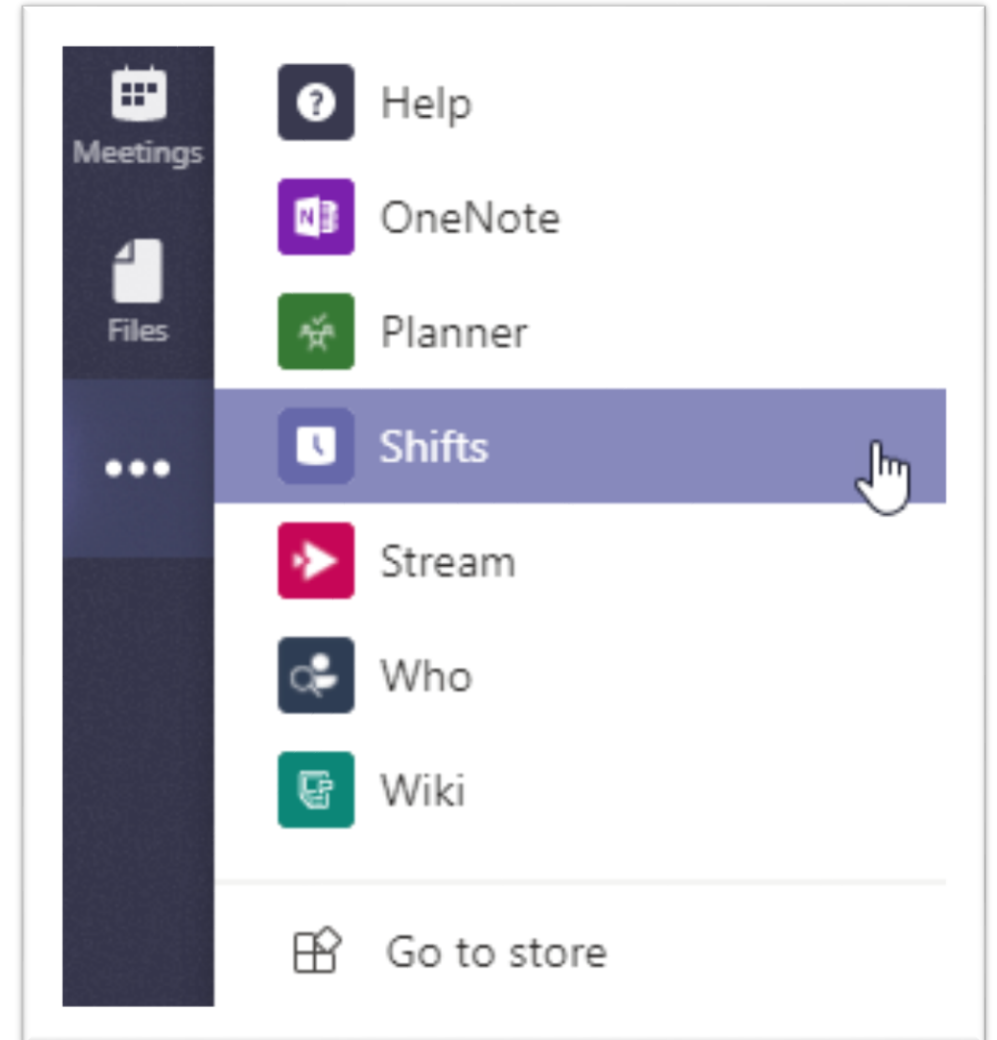 Meetings
Files
Help
OneNote
Planner
Shifts
Stream
Who
Wiki
Go to store